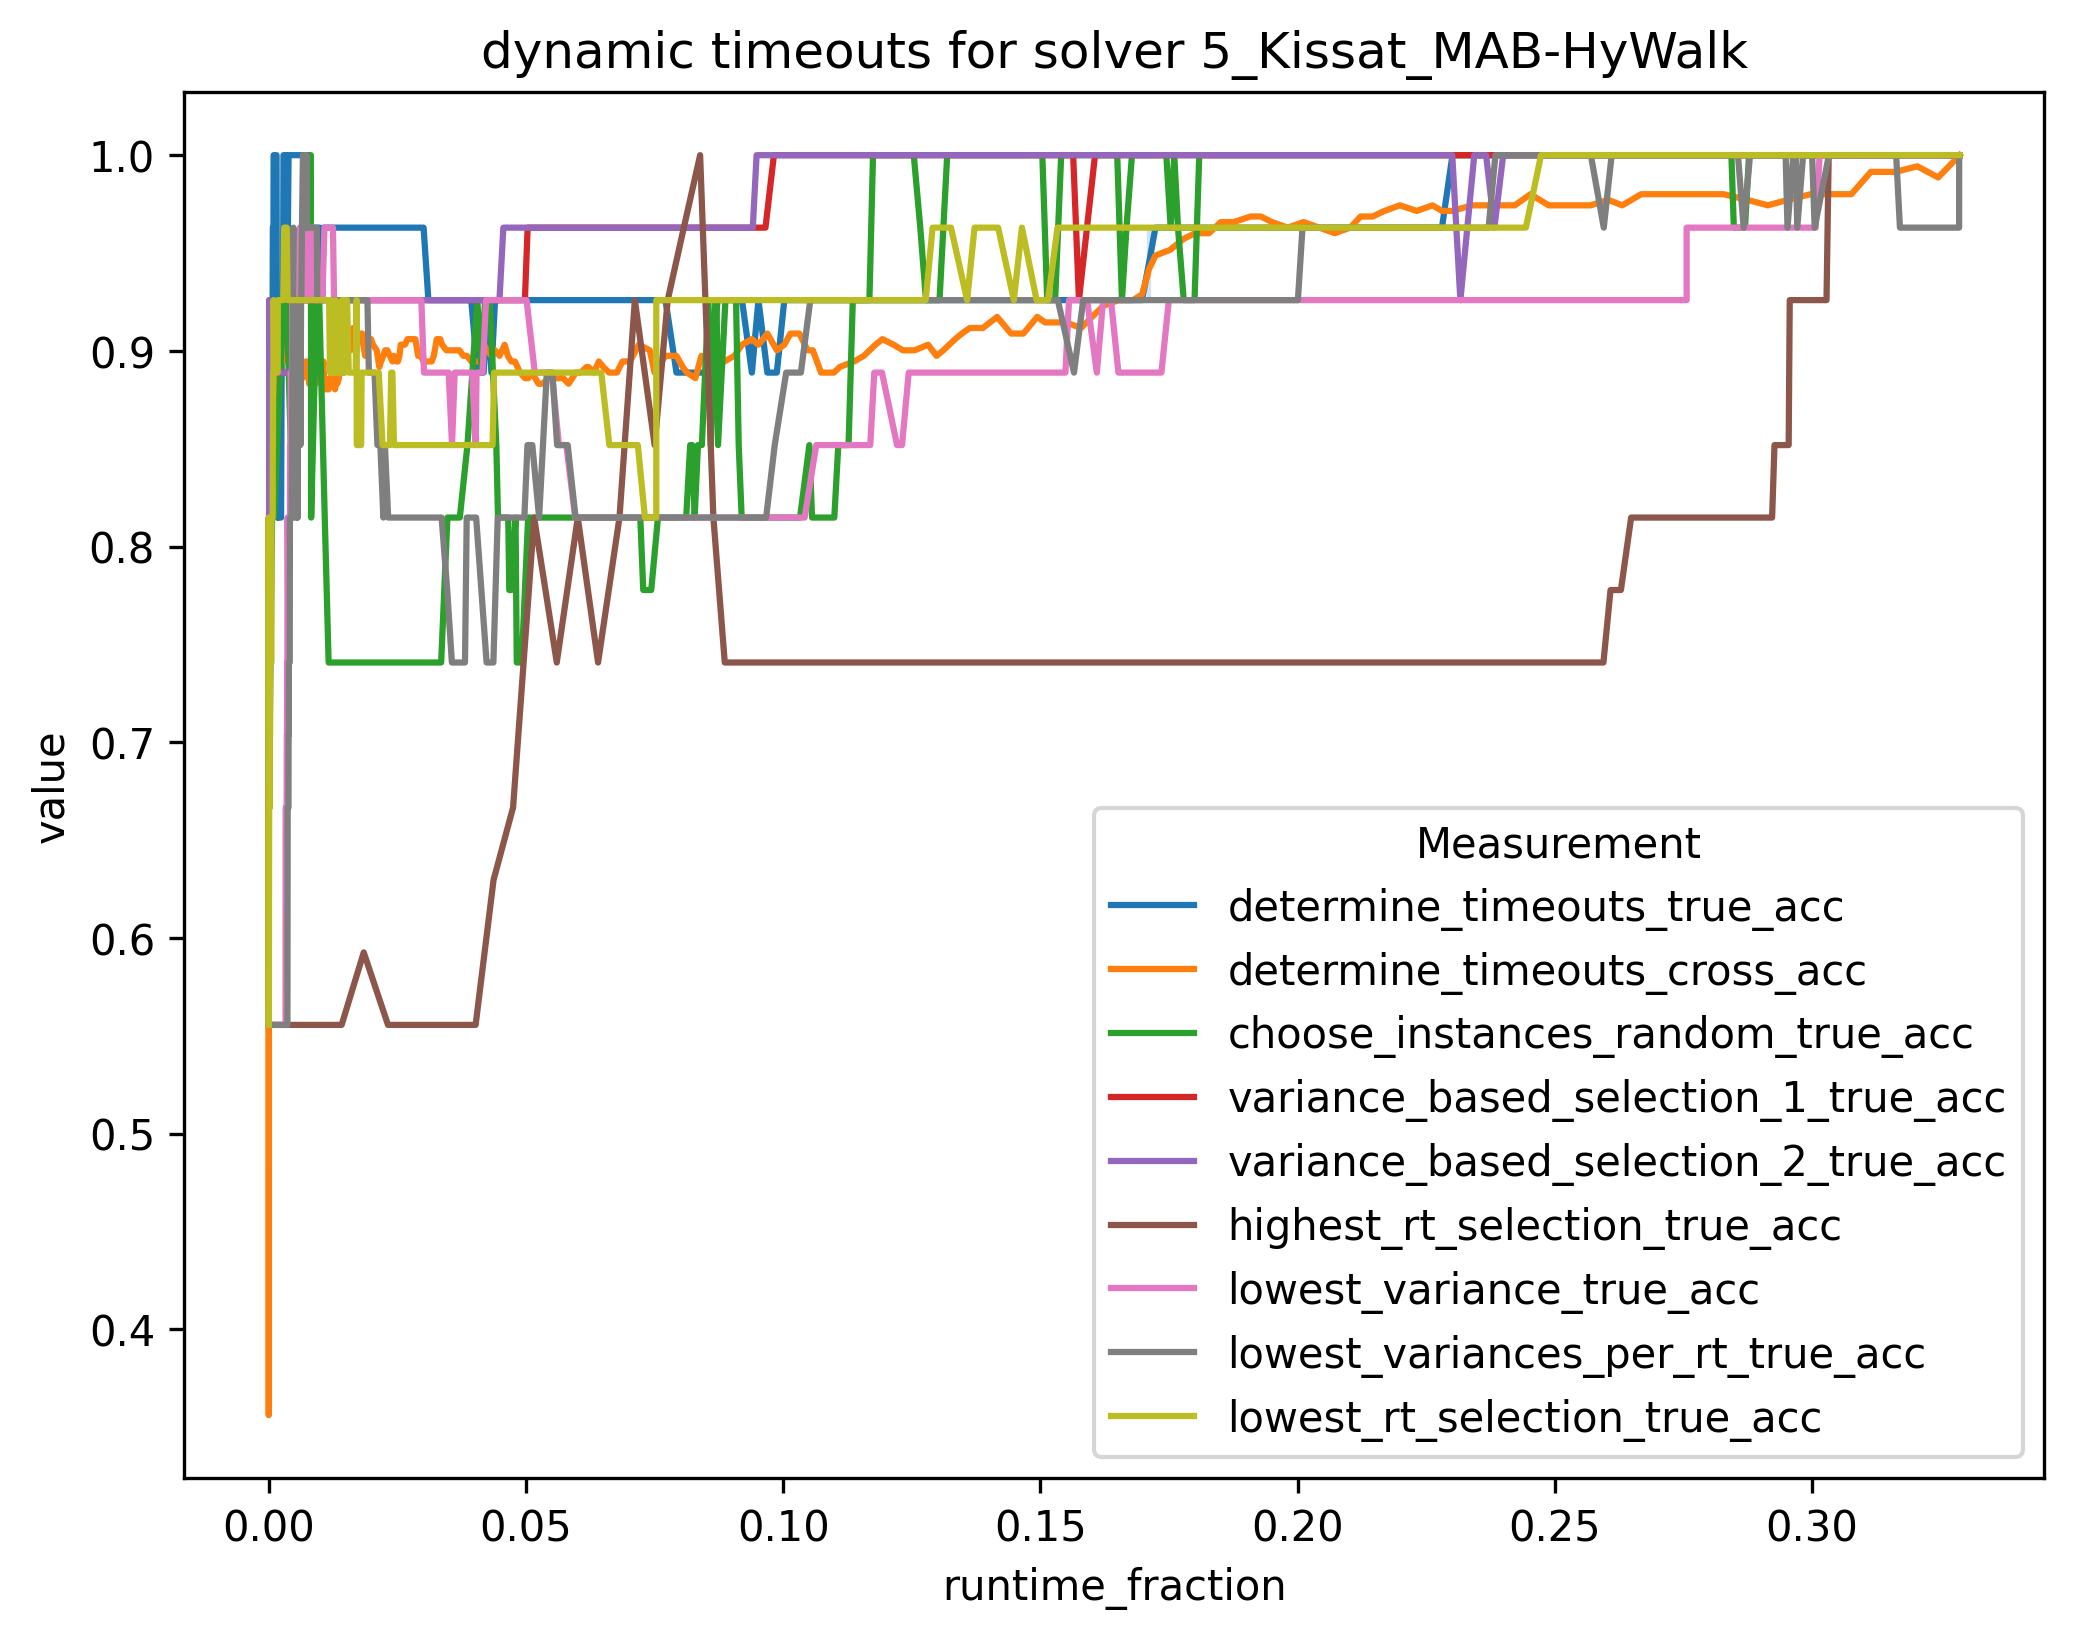 dynamic timeouts for solver 5_Kissat_MAB-HyWalk
1.0
0.9
0.8
0.7
0.6
0.5
0.4
value
0.00 0.05 0.10 0.15 0.20 0.25 0.30
runtime_fraction
Measurement
determine_timeouts_true_acc
determine_timeouts_cross_acc
choose_instances_random_true_acc
variance_based_selection_1_true_acc
variance_based_selection_2_true_acc
highest_rt_selection_true_acc
lowest_variance_true_acc
lowest_variances_per_rt_true_acc
lowest_rt_selection_true_acc